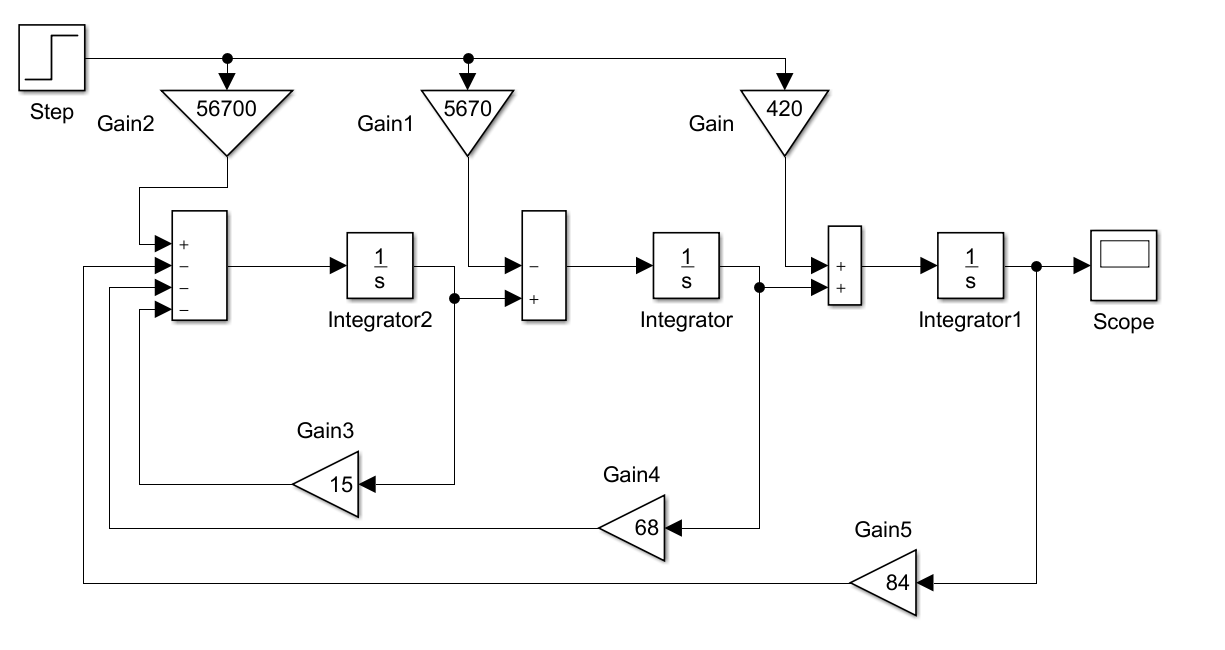 Step
Gain2
56700
Gain1
5670
Gain
420
+
−
−
−
1
s
Integrator2
−
+
1
s
Integrator
+
+
1
s
Integrator1
Scope
Gain3
15
Gain4
68
Gain5
84